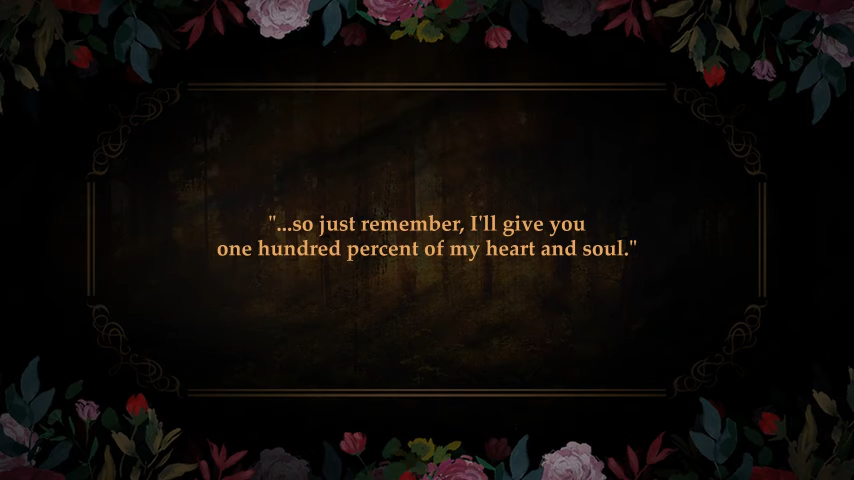 "...so just remember, I'll give you
one hundred percent of my heart and soul."